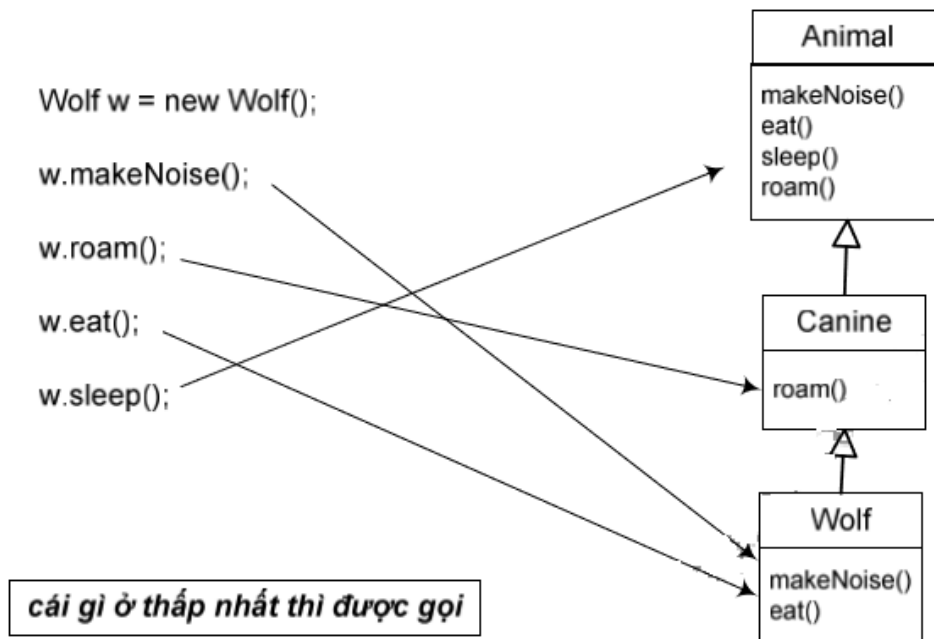 Wolf w = new Wolf();
w.makeNoise();
w.roam();
w.eat();
w.sleep();
cái gì ở thấp nhất thì được gọi
Animal
makeNoise()
eat()
sleep()
roam()
Canine
roam()
Wolf
makeNoise()
eat()